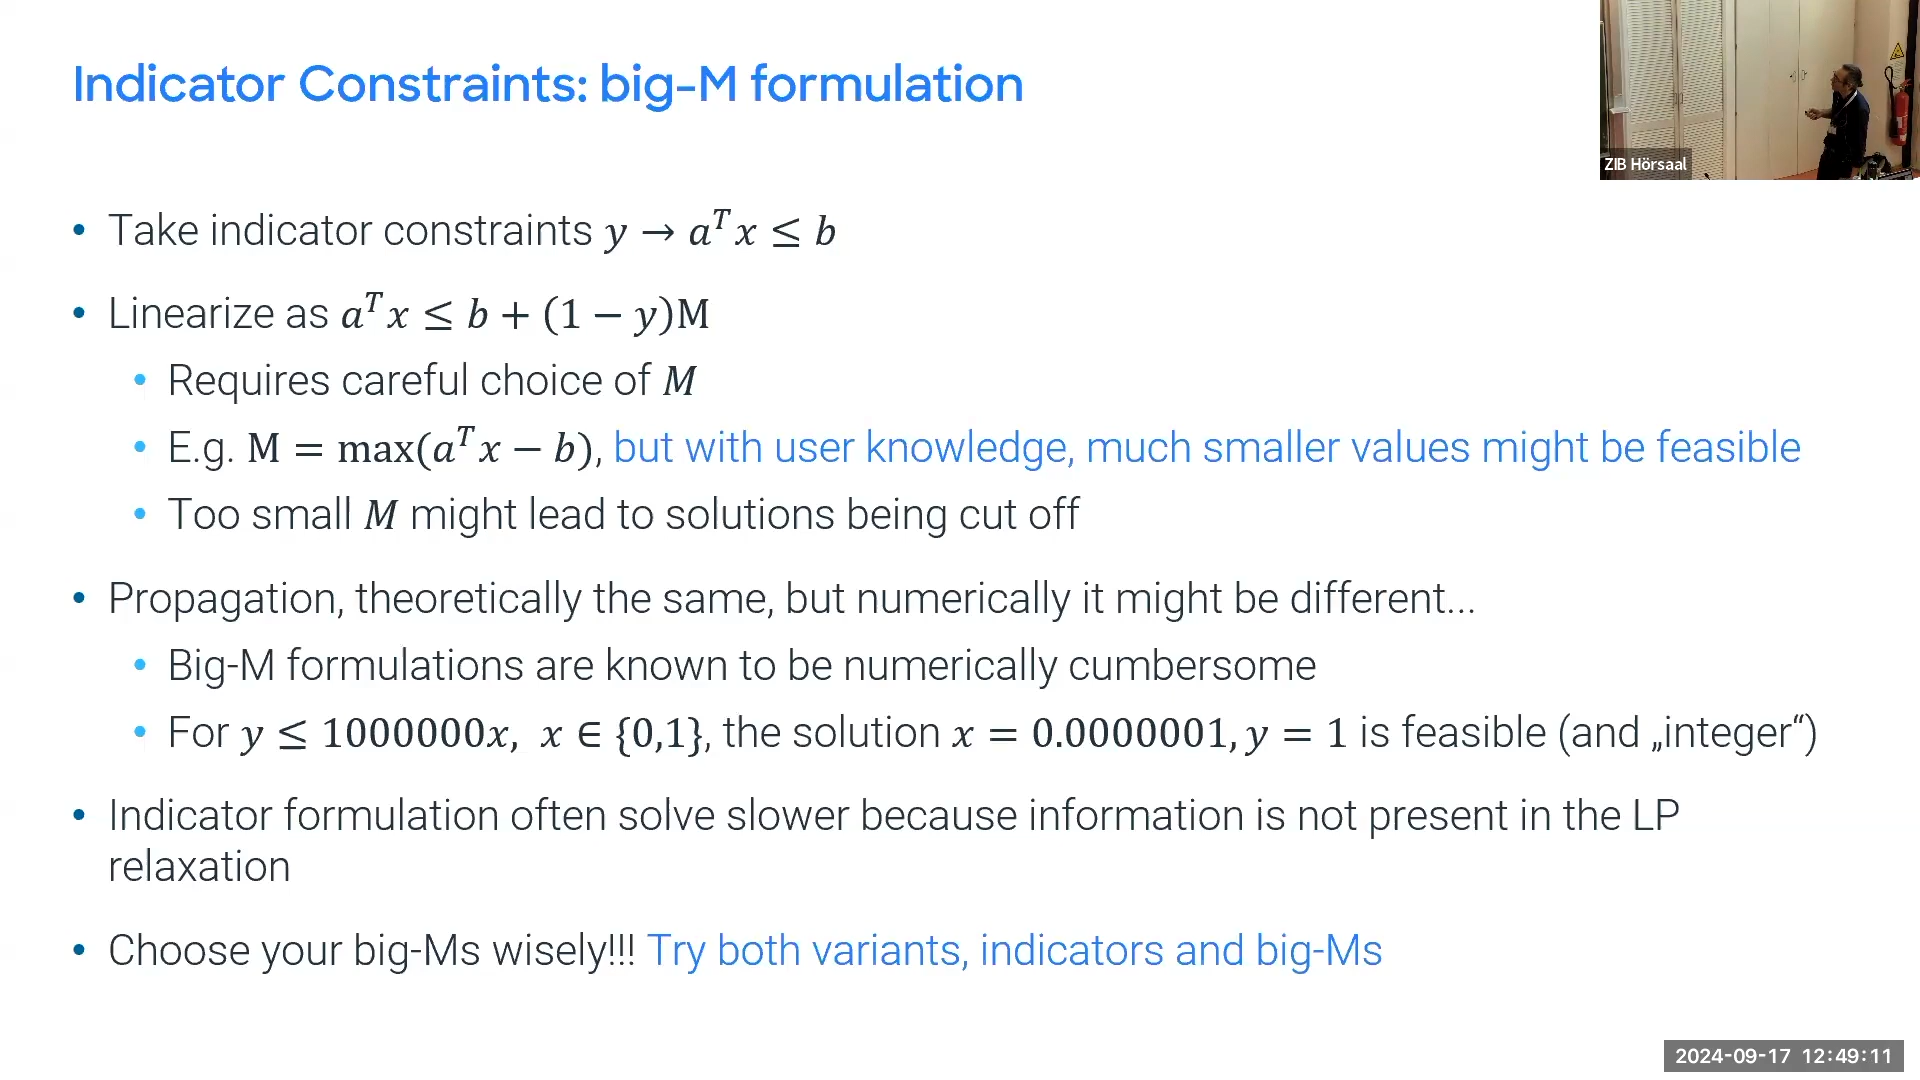 Indicator Constraints: big-M formulation
ZIB Hörsaal
• Take indicator constraints y → aᵀx ≤ b
• Linearize as aᵀx ≤ b + (1 − y)M
• Requires careful choice of M
• E.g. M = max(aᵀx − b), but with user knowledge, much smaller values might be feasible
• Too small M might lead to solutions being cut off
• Propagation, theoretically the same, but numerically it might be different...
• Big-M formulations are known to be numerically cumbersome
• For y ≤ 1000000x, x ∈ {0,1}, the solution x = 0.0000001, y = 1 is feasible (and „integer“)
• Indicator formulation often solve slower because information is not present in the LP
relaxation
• Choose your big-Ms wisely!!! Try both variants, indicators and big-Ms
2024-09-17 12:49:11